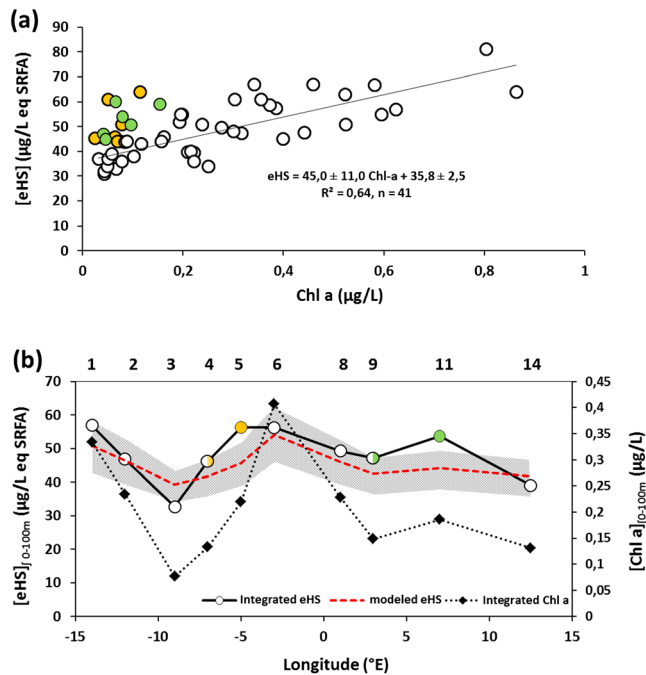 (a)
90
80
70
60
50
40
30
20
10
0
[eHS] (µg/L eq SRFA)
eHS = 45,0 ± 11,0 Chl-a + 35,8 ± 2,5
R² = 0,64, n = 41
0 0,2 0,4 0,6 0,8 1
Chl a (µg/L)
(b)
1 2 3 4 5 6 8 9 11 14
70
60
50
40
30
20
10
0
[eHS]∫ 0-100m (µg/L eq SRFA)
0,45
0,4
0,35
0,3
0,25
0,2
0,15
0,1
0,05
0
[Chl a]∫0-100m (µg/L)
Integrated eHS modeled eHS Integrated Chl a
-15 -10 -5 0 5 10 15
Longitude (°E)